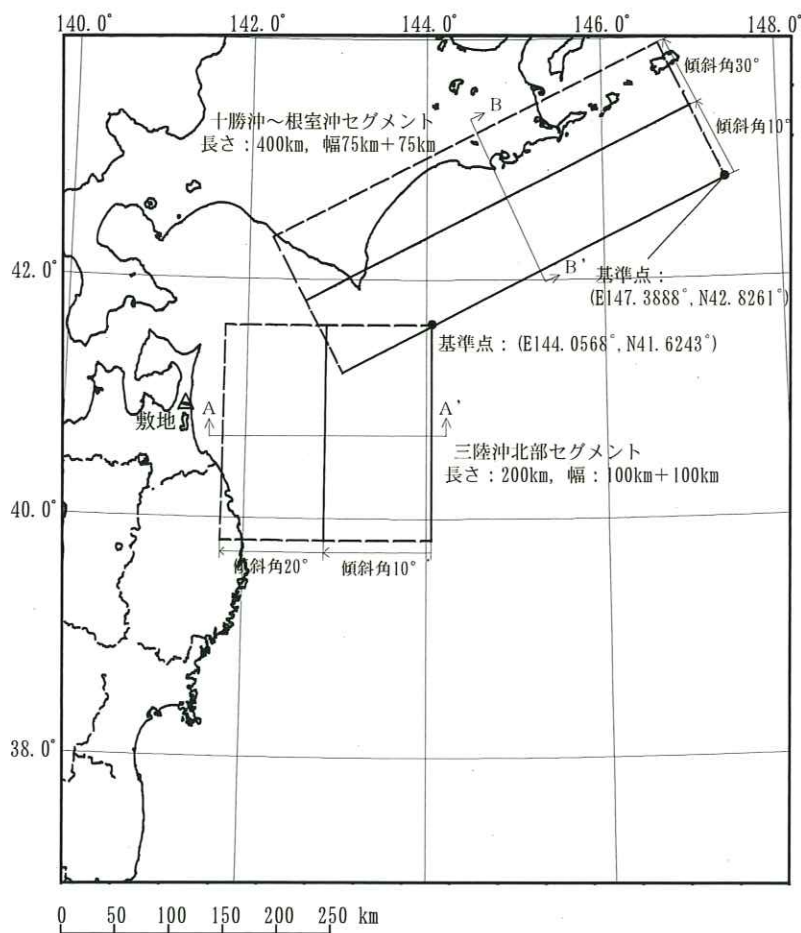 140.0° 142.0° 144.0° 146.0° 148.0°
傾斜角30°
傾斜角10°
B
十勝沖～根室沖セグメント
長さ：400km, 幅75km＋75km
42.0°
B'
基準点：
(E147.3888°, N42.8261°)
基準点：(E144.0568°, N41.6243°)
A
A'
敷地
三陸沖北部セグメント
長さ：200km, 幅：100km＋100km
40.0°
傾斜角20°
傾斜角10°
38.0°
0 50 100 150 200 250 km